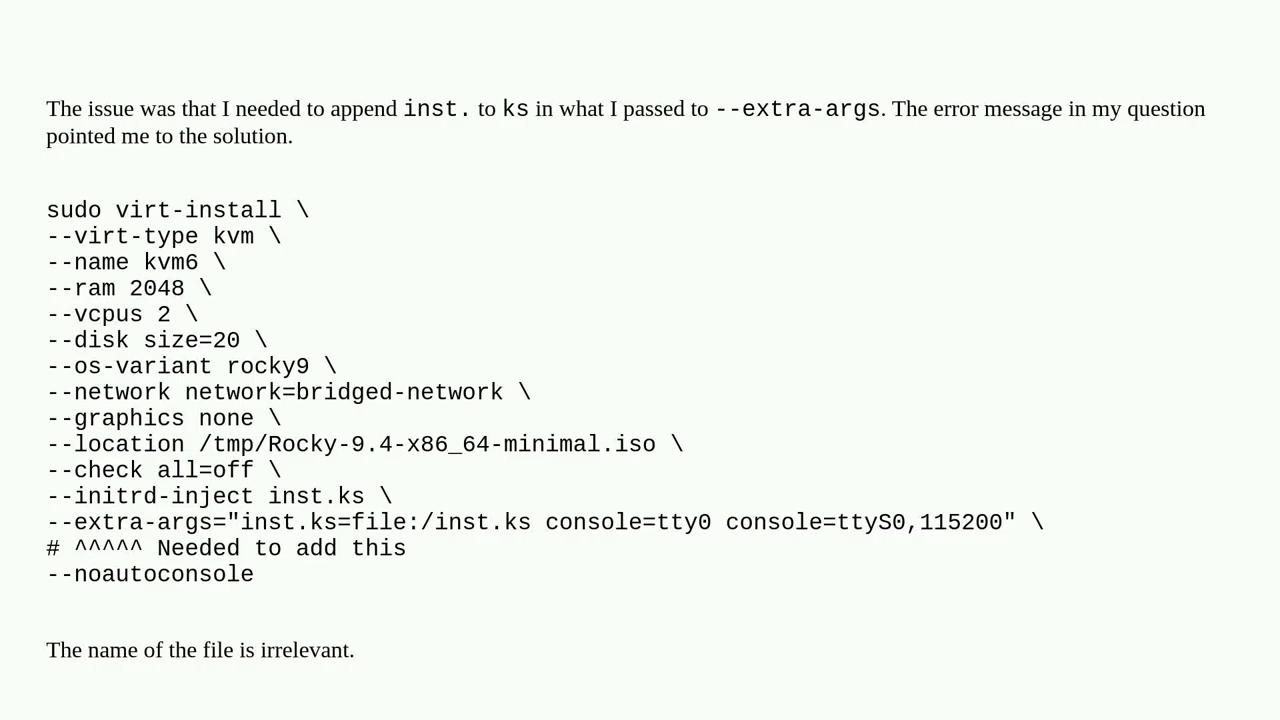 The issue was that I needed to append inst. to ks in what I passed to --extra-args. The error message in my question
pointed me to the solution.
sudo virt-install \
--virt-type kvm \
--name kvm6 \
--ram 2048 \
--vcpus 2 \
--disk size=20 \
--os-variant rocky9 \
--network network=bridged-network \
--graphics none \
--location /tmp/Rocky-9.4-x86_64-minimal.iso \
--check all=off \
--initrd-inject inst.ks \
--extra-args="inst.ks=file:/inst.ks console=tty0 console=ttyS0,115200" \
# ^^^^^ Needed to add this
--noautoconsole
The name of the file is irrelevant.